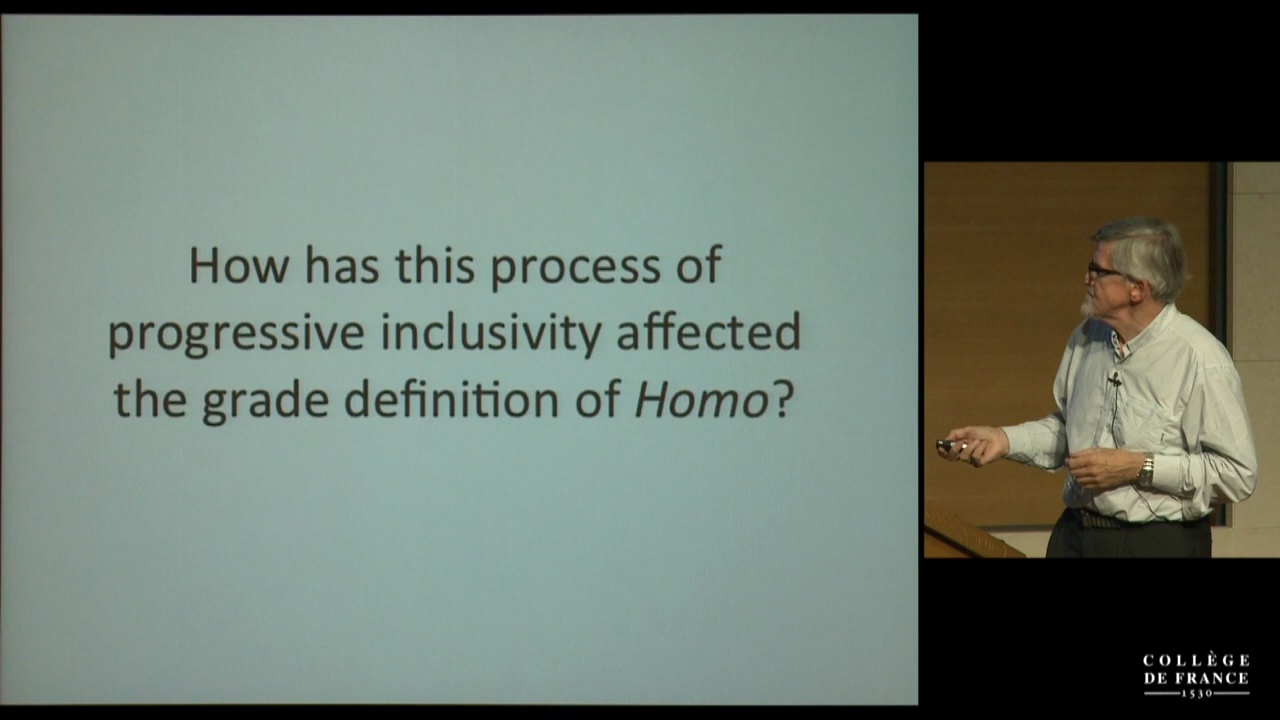 How has this process of
progressive inclusivity affected
the grade definition of Homo?
COLLÈGE
DE FRANCE
1530